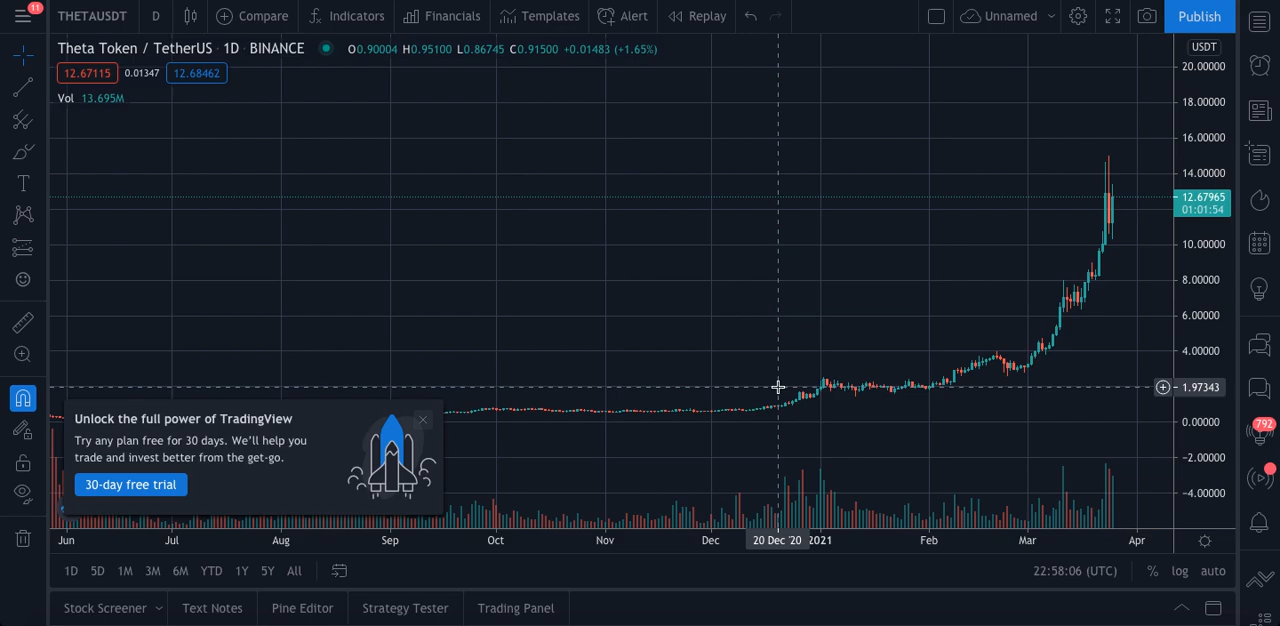 11
THETAUSDT D Compare Indicators Financials Templates Alert Replay Unnamed Publish
Theta Token / TetherUS · 1D · BINANCE O0.90004 H0.95100 L0.86745 C0.91500 +0.01483 (+1.65%)
USDT
12.67115 0.01347 12.68462
Vol 13.695M
20.00000
18.00000
16.00000
14.00000
12.67965
01:01:54
10.00000
8.00000
6.00000
4.00000
1.97343
0.00000
−2.00000
−4.00000
792
Unlock the full power of TradingView
Try any plan free for 30 days. We'll help you
trade and invest better from the get-go.
30-day free trial
Jun Jul Aug Sep Oct Nov Dec 20 Dec '20 2021 Feb Mar Apr
1D 5D 1M 3M 6M YTD 1Y 5Y All 22:58:06 (UTC) % log auto
Stock Screener Text Notes Pine Editor Strategy Tester Trading Panel